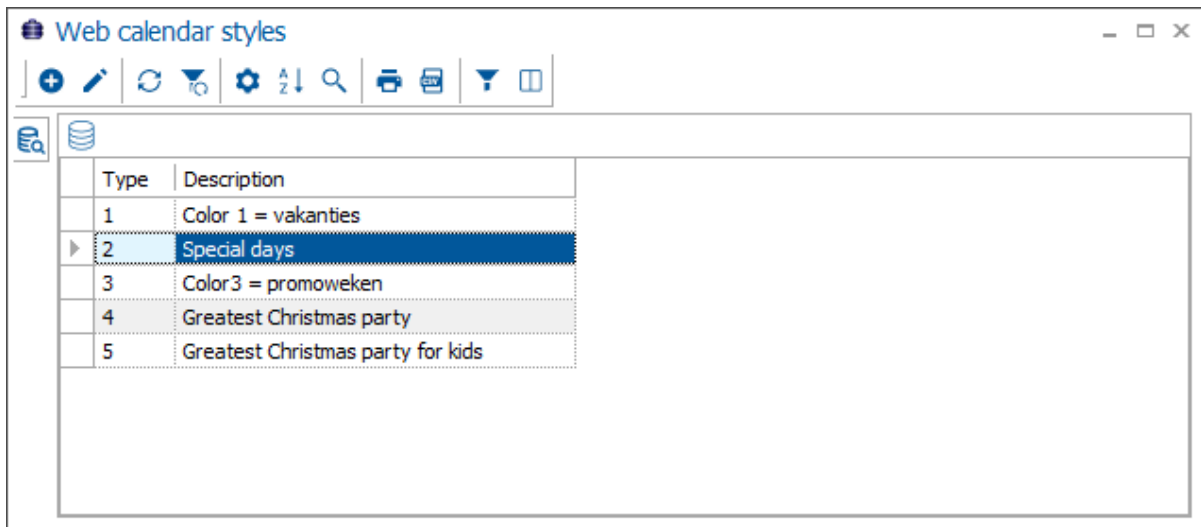 Web calendar styles
A
Z
CSV
Type Description
1 Color 1 = vakanties
2 Special days
3 Color3 = promoweken
4 Greatest Christmas party
5 Greatest Christmas party for kids